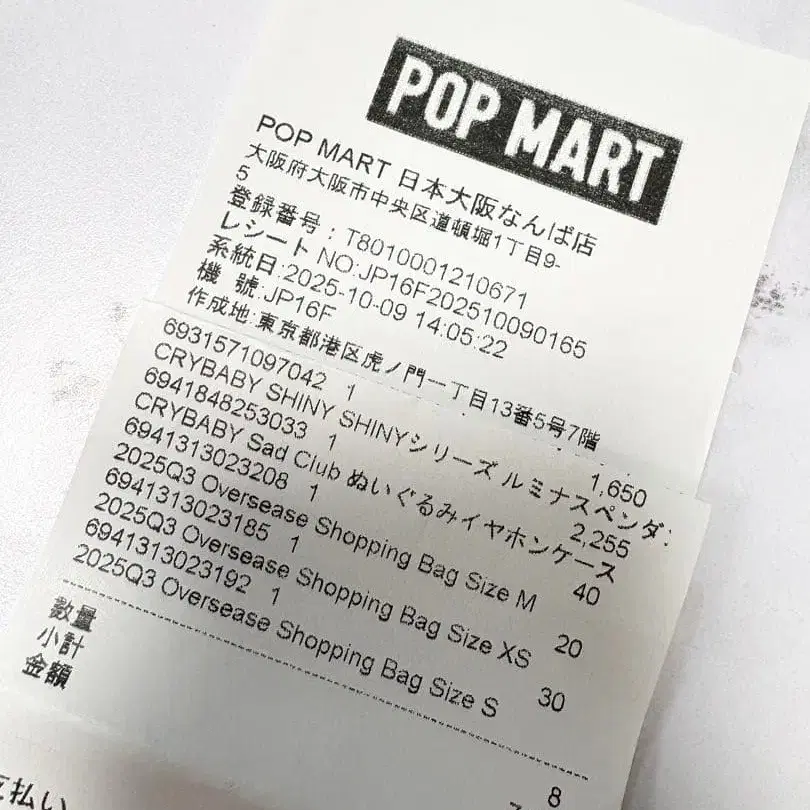 POP MART
POP MART 日本大阪なんば店
大阪府大阪市中央区道頓堀1丁目9-
5
登録番号：T8010001210671
レシート NO:JP16F202510090165
系統日:2025-10-09 14:05:22
機 號:JP16F
作成地:東京都港区虎ノ門一丁目13番5号7階
6931571097042 1 1,650
CRYBABY SHINY SHINYシリーズ ルミナスペンダ:
6941848253033 1 2,255
CRYBABY Sad Club ぬいぐるみイヤホンケース
6941313023208 1 40
2025Q3 Oversease Shopping Bag Size M
6941313023185 1 20
2025Q3 Oversease Shopping Bag Size XS
6941313023192 1 30
2025Q3 Oversease Shopping Bag Size S
数量 8
小計
金額
払い